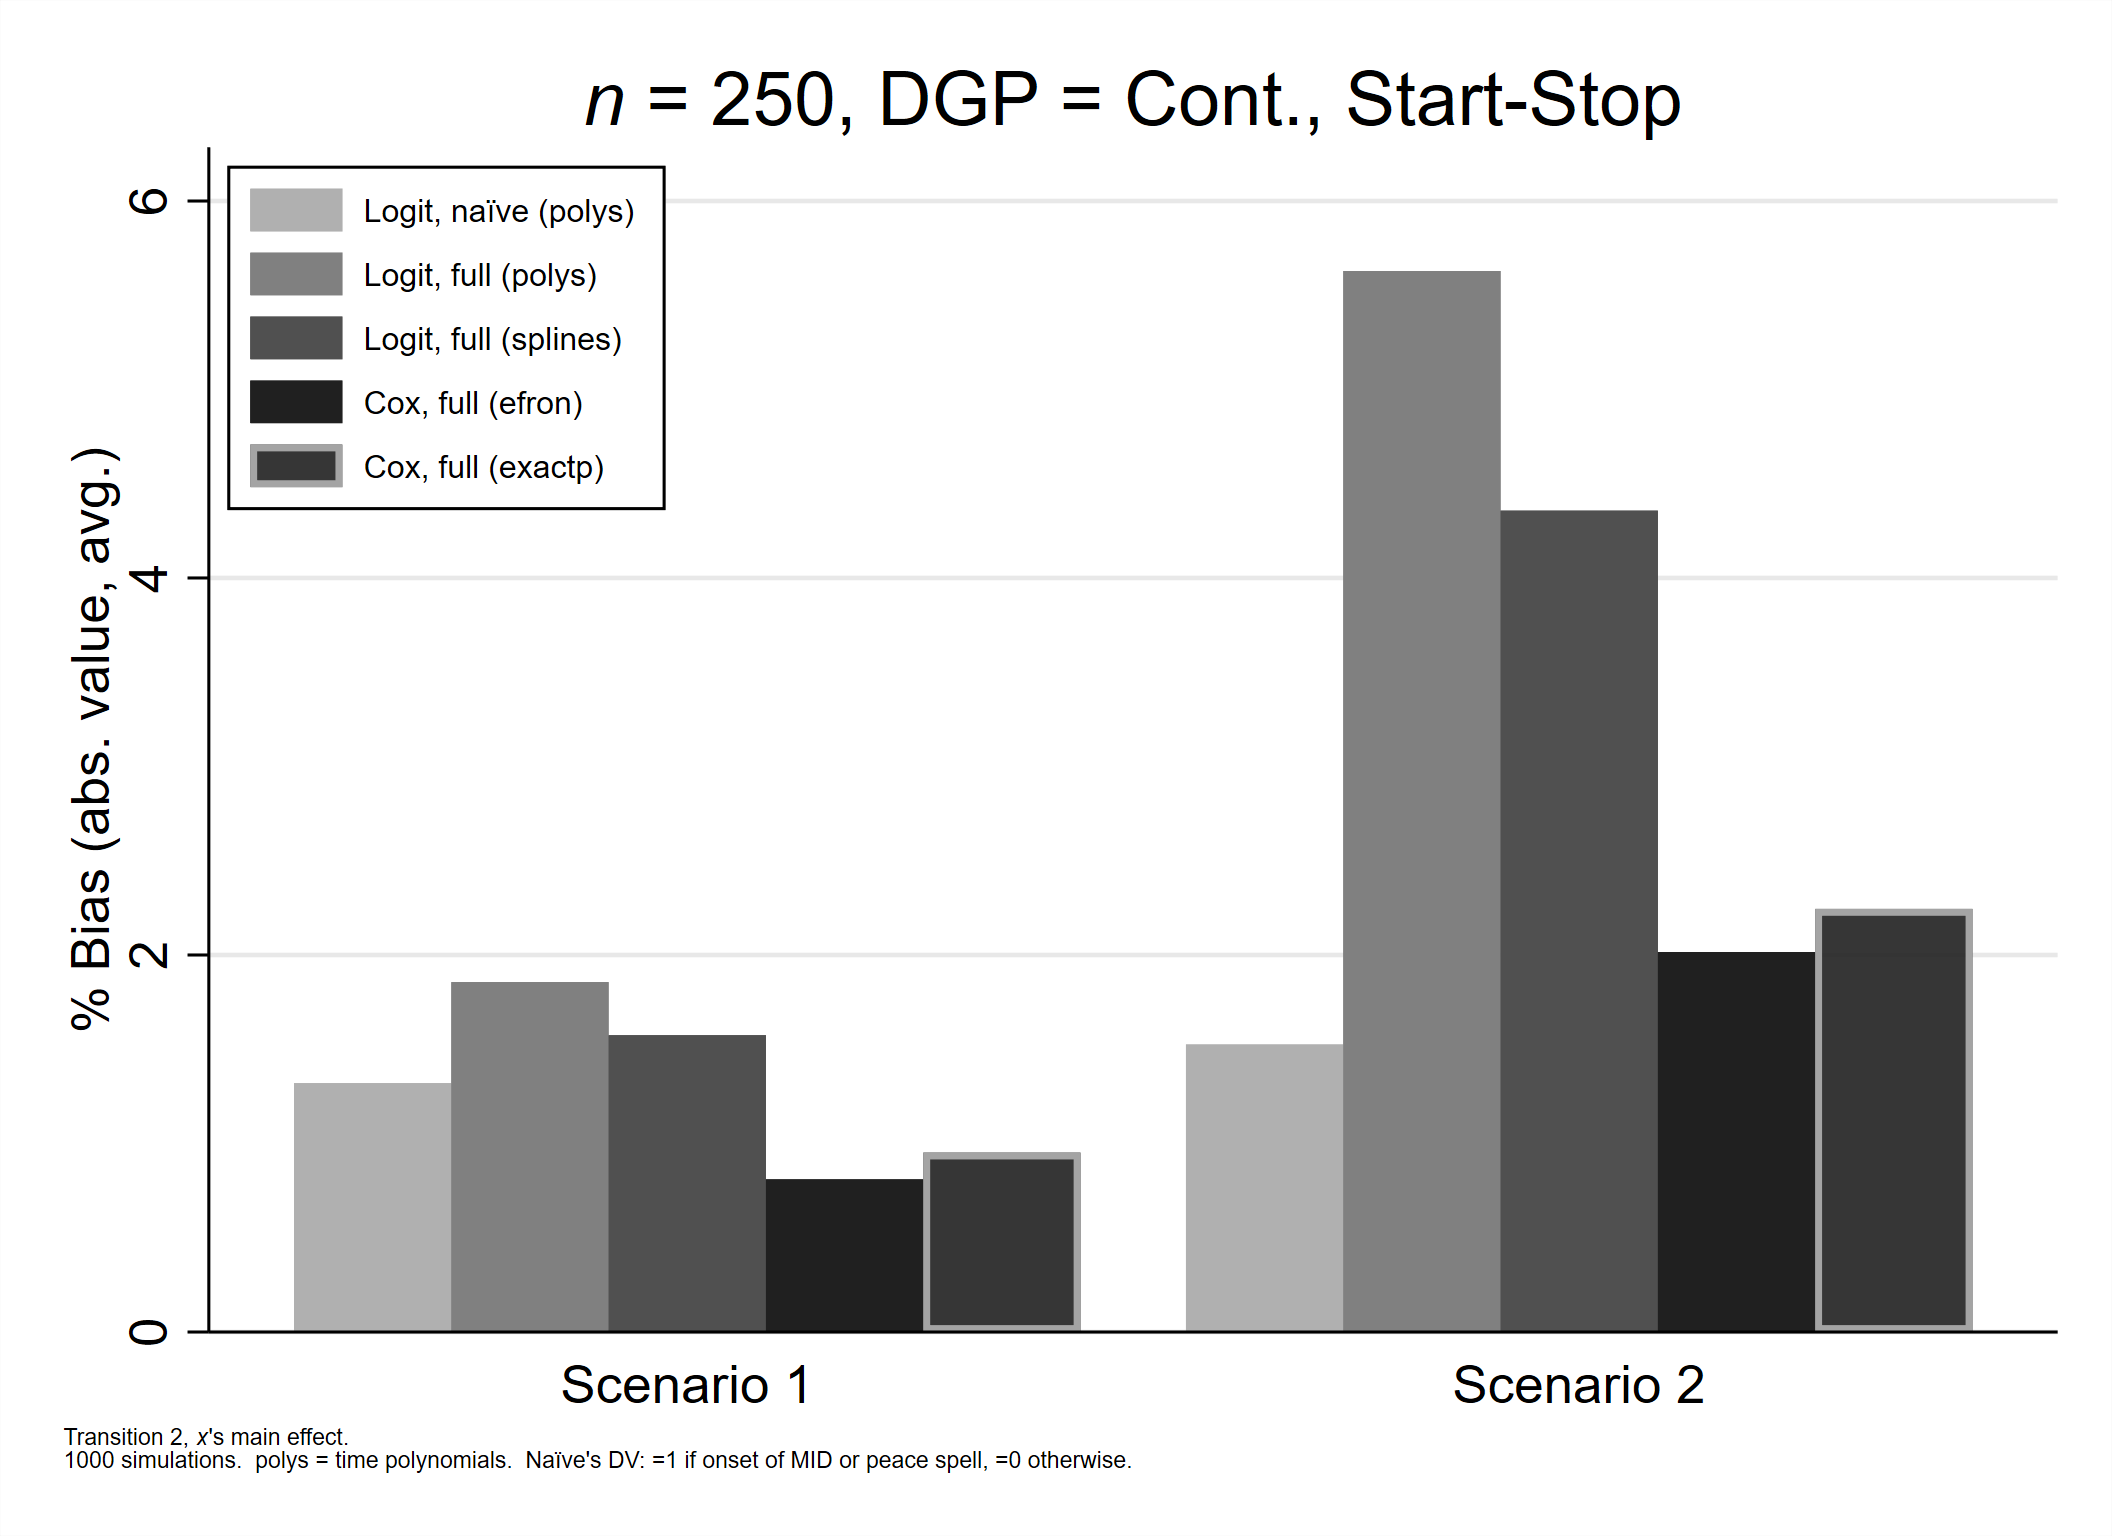 n = 250, DGP = Cont., Start-Stop
% Bias (abs. value, avg.)
6
4
2
0
Logit, naïve (polys)
Logit, full (polys)
Logit, full (splines)
Cox, full (efron)
Cox, full (exactp)
Scenario 1
Scenario 2
Transition 2, x's main effect.
1000 simulations.  polys = time polynomials.  Naïve's DV: =1 if onset of MID or peace spell, =0 otherwise.